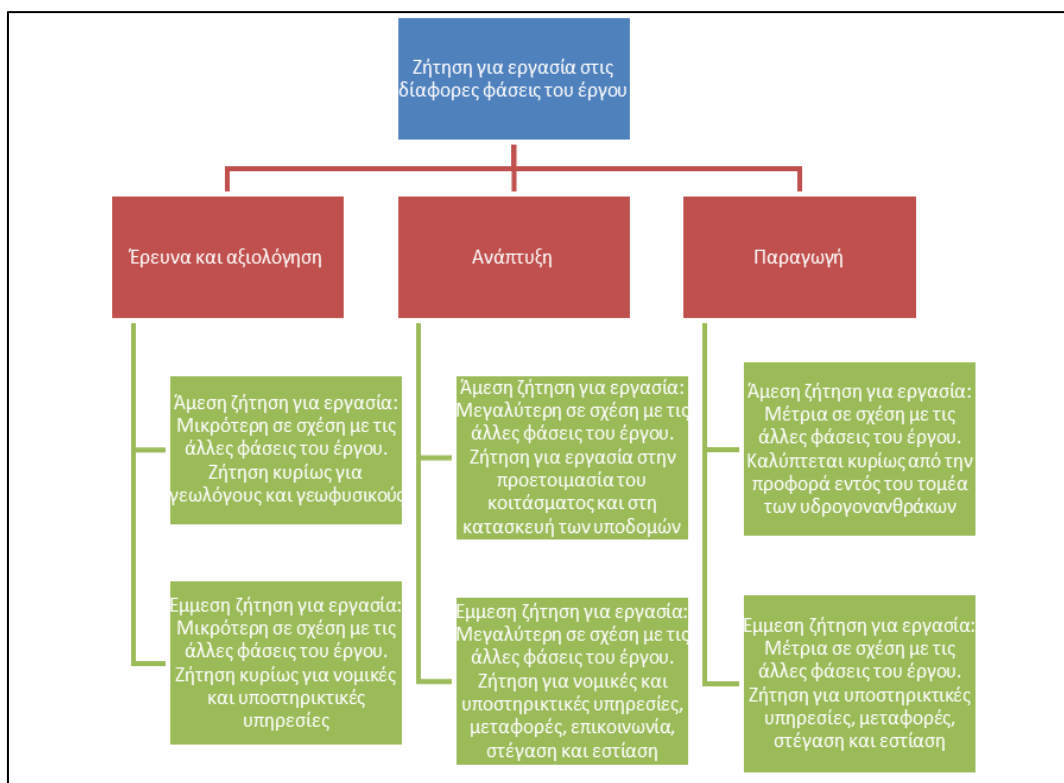 Ζήτηση για εργασία στις
δίαφορες φάσεις του έργου
Έρευνα και αξιολόγηση
Ανάπτυξη
Παραγωγή
Άμεση ζήτηση για εργασία:
Μικρότερη σε σχέση με τις
άλλες φάσεις του έργου.
Ζήτηση κυρίως για
γεωλόγους και γεωφυσικούς
Έμμεση ζήτηση για εργασία:
Μικρότερη σε σχέση με τις
άλλες φάσεις του έργου.
Ζήτηση κυρίως για νομικές
και υποστηρικτικές
υπηρεσίες
Άμεση ζήτηση για εργασία:
Μεγαλύτερη σε σχέση με τις
άλλες φάσεις του έργου.
Ζήτηση για εργασία στην
προετοιμασία του
κοιτάσματος και στη
κατασκευή των υποδομών
Έμμεση ζήτηση για εργασία:
Μεγαλύτερη σε σχέση με τις
άλλες φάσεις του έργου.
Ζήτηση για νομικές και
υποστηρικτικές υπηρεσίες,
μεταφορές, επικοινωνία,
στέγαση και εστίαση
Άμεση ζήτηση για εργασία:
Μέτρια σε σχέση με τις
άλλες φάσεις του έργου.
Καλύπτεται κυρίως από την
προφορά εντός του τομέα
των υδρογονανθράκων
Έμμεση ζήτηση για εργασία:
Μέτρια σε σχέση με τις
άλλες φάσεις του έργου.
Ζήτηση για υποστηρικτικές
υπηρεσίες, μεταφορές,
στέγαση και εστίαση